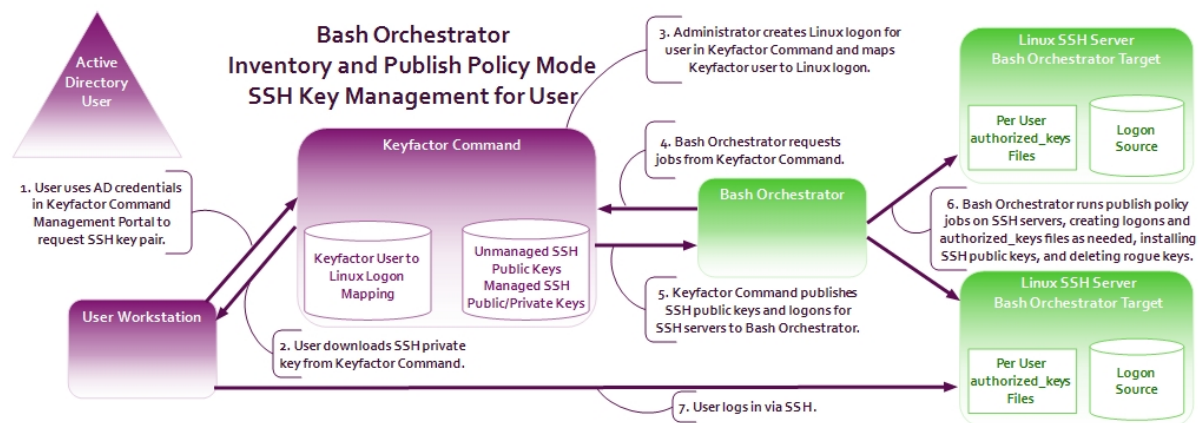 Bash Orchestrator
Inventory and Publish Policy Mode
SSH Key Management for User
Active
Directory
User
1. User uses AD credentials
in Keyfactor Command
Management Portal to
request SSH key pair.
User Workstation
Keyfactor Command
Keyfactor User to
Linux Logon
Mapping
Unmanaged SSH
Public Keys
Managed SSH
Public/Private Keys
2. User downloads SSH private
key from Keyfactor Command.
3. Administrator creates Linux logon for
user in Keyfactor Command and maps
Keyfactor user to Linux logon.
4. Bash Orchestrator requests
jobs from Keyfactor Command.
Bash Orchestrator
5. Keyfactor Command publishes
SSH public keys and logons for
SSH servers to Bash Orchestrator.
Linux SSH Server
Bash Orchestrator Target
Per User
authorized_keys
Files
Logon
Source
6. Bash Orchestrator runs publish policy
jobs on SSH servers, creating logons and
authorized_keys files as needed, installing
SSH public keys, and deleting rogue keys.
Linux SSH Server
Bash Orchestrator Target
Per User
authorized_keys
Files
Logon
Source
7. User logs in via SSH.